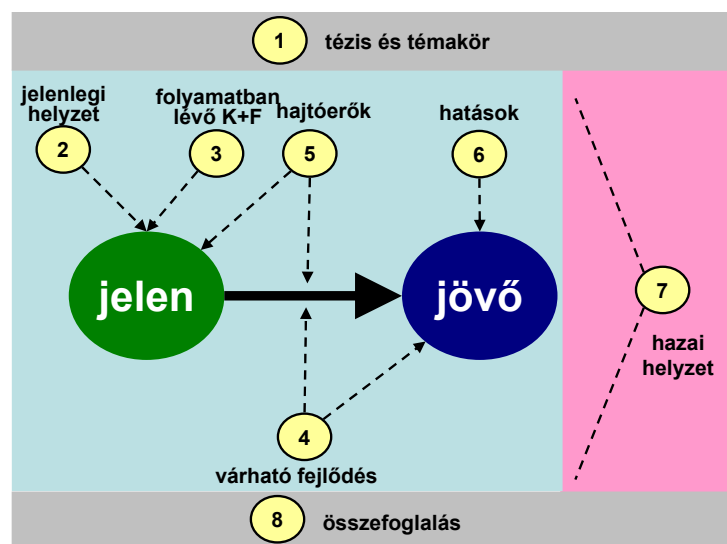 1 tézis és témakör
jelenlegi
helyzet
2
folyamatban
lévő K+F
3
hajtóerők
5
hatások
6
jelen
jövő
7
hazai
helyzet
4
várható fejlődés
8 összefoglalás